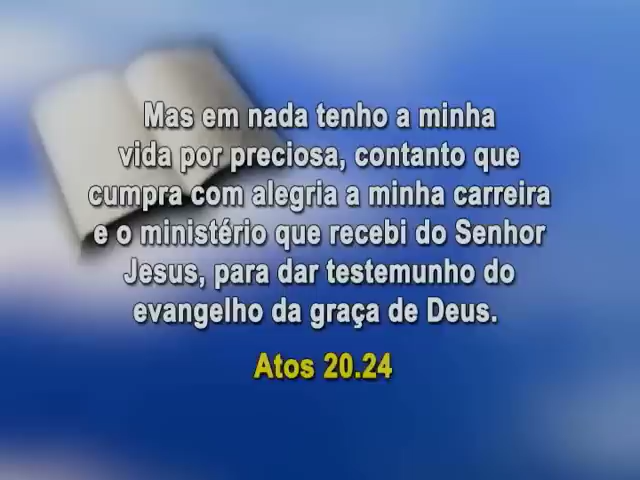 Mas em nada tenho a minha
vida por preciosa, contanto que
cumpra com alegria a minha carreira
e o ministério que recebi do Senhor
Jesus, para dar testemunho do
evangelho da graça de Deus.
Atos 20.24